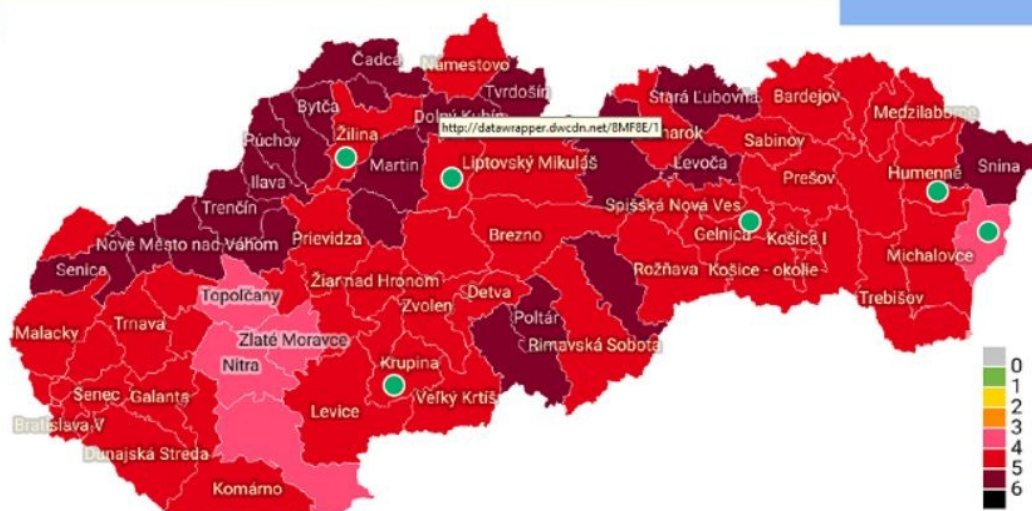 Čadca
Námestovo
Tvrdošín
Bytča
Dolný Kubín
Stará Ľubovňa
Bardejov
Medzilaborce
http://datawrapper.dwcdn.net/8MF8E/1
Púchov
Žilina
Martin
Liptovský Mikuláš
marok
Sabinov
Levoča
Prešov
Humenné
Snina
Ilava
Trenčín
Spišská Nová Ves
Nové Město nad Váhom
Prievidza
Brezno
Gelnica
Košice I
Michalovce
Senica
Rožňava
Košice - okolie
Topoľčany
Žiar nad Hronom
Detva
Zvolen
Trebišov
Malacky
Trnava
Zlaté Moravce
Poltár
Rimavská Sobota
Nitra
Krupina
Senec
Galanta
Levice
Veľký Krtíš
Bratislava V
Dunajská Streda
Komárno
0
1
2
3
4
5
6